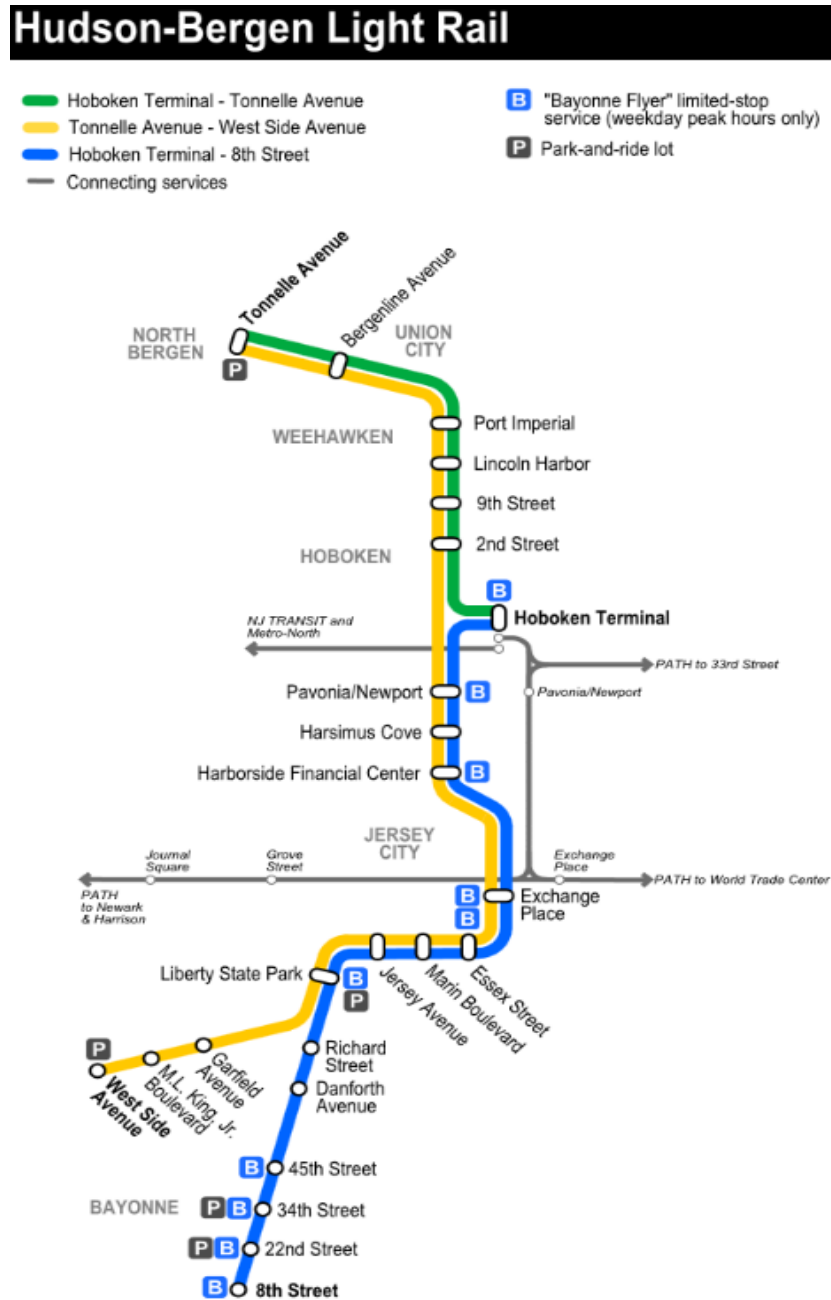 Hudson-Bergen Light Rail
Hoboken Terminal - Tonnelle Avenue
Tonnelle Avenue - West Side Avenue
Hoboken Terminal - 8th Street
Connecting services
B "Bayonne Flyer" limited-stop
service (weekday peak hours only)
P Park-and-ride lot
Tonnelle Avenue
Bergenline Avenue
NORTH
BERGEN
P
UNION
CITY
Port Imperial
WEEHAWKEN
Lincoln Harbor
9th Street
2nd Street
HOBOKEN
B
Hoboken Terminal
NJ TRANSIT and
Metro-North
PATH to 33rd Street
Pavonia/Newport
B
Pavonia/Newport
Harsimus Cove
Harborside Financial Center
B
JERSEY
CITY
Journal
Square
Grove
Street
Exchange
Place
PATH
to Newark
& Harrison
PATH to World Trade Center
B
B
Exchange
Place
Liberty State Park
B
P
Jersey Avenue
Marin Boulevard
Essex Street
P
West Side
Avenue
M.L. King, Jr.
Boulevard
Garfield
Avenue
Richard
Street
Danforth
Avenue
B 45th Street
BAYONNE
P B 34th Street
P B 22nd Street
B 8th Street